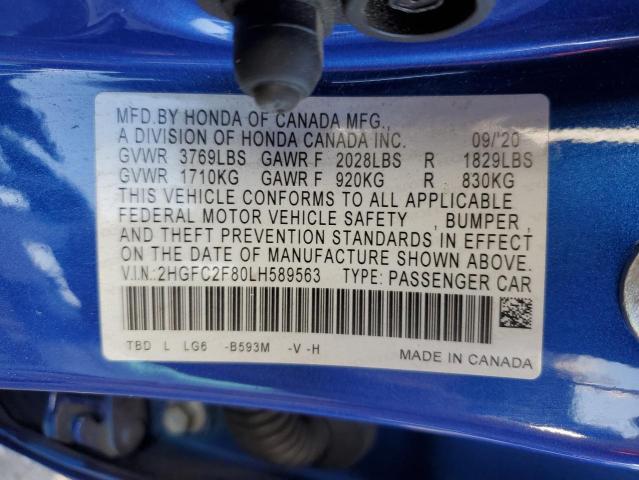 MFD.BY HONDA OF CANADA MFG.,
A DIVISION OF HONDA CANADA INC. 09/'20
GVWR 3769LBS GAWR F 2028LBS R 1829LBS
GVWR 1710KG GAWR F 920KG R 830KG
THIS VEHICLE CONFORMS TO ALL APPLICABLE
FEDERAL MOTOR VEHICLE SAFETY , BUMPER,
AND THEFT PREVENTION STANDARDS IN EFFECT
ON THE DATE OF MANUFACTURE SHOWN ABOVE.
V.I.N.:2HGFC2F80LH589563 TYPE: PASSENGER CAR
TBD L LG6 -B593M -V -H
MADE IN CANADA